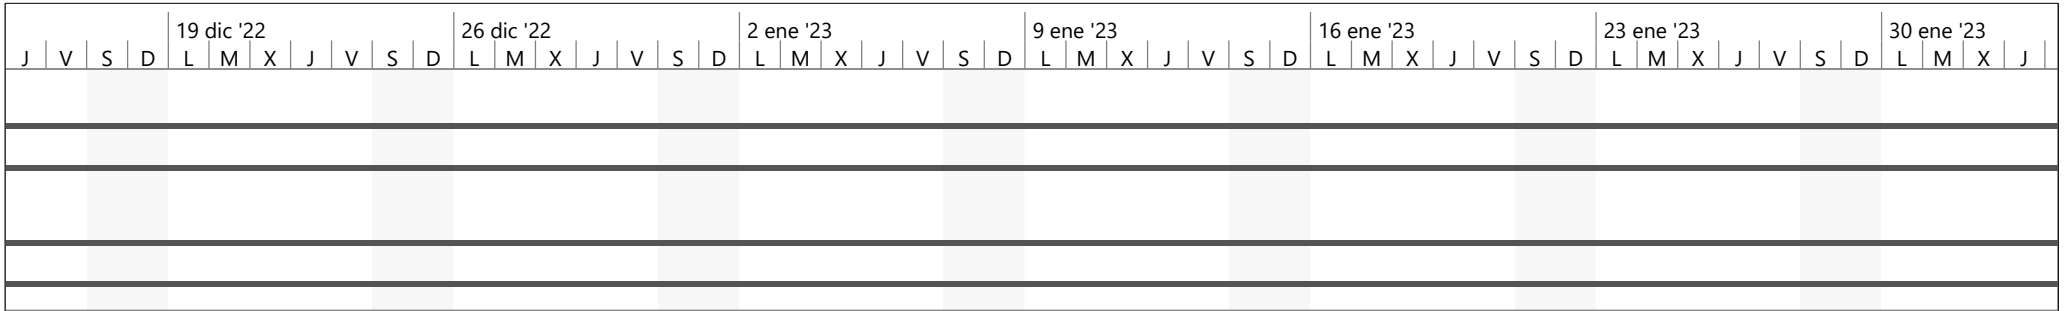 19 dic '22 26 dic '22 2 ene '23 9 ene '23 16 ene '23 23 ene '23 30 ene '23
J V S D L M X J V S D L M X J V S D L M X J V S D L M X J V S D L M X J V S D L M X J V S D L M X J